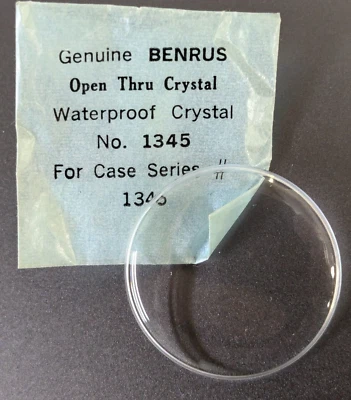 Genuine BENRUS
Open Thru Crystal
Waterproof Crystal
No. 1345
For Case Series #
1345